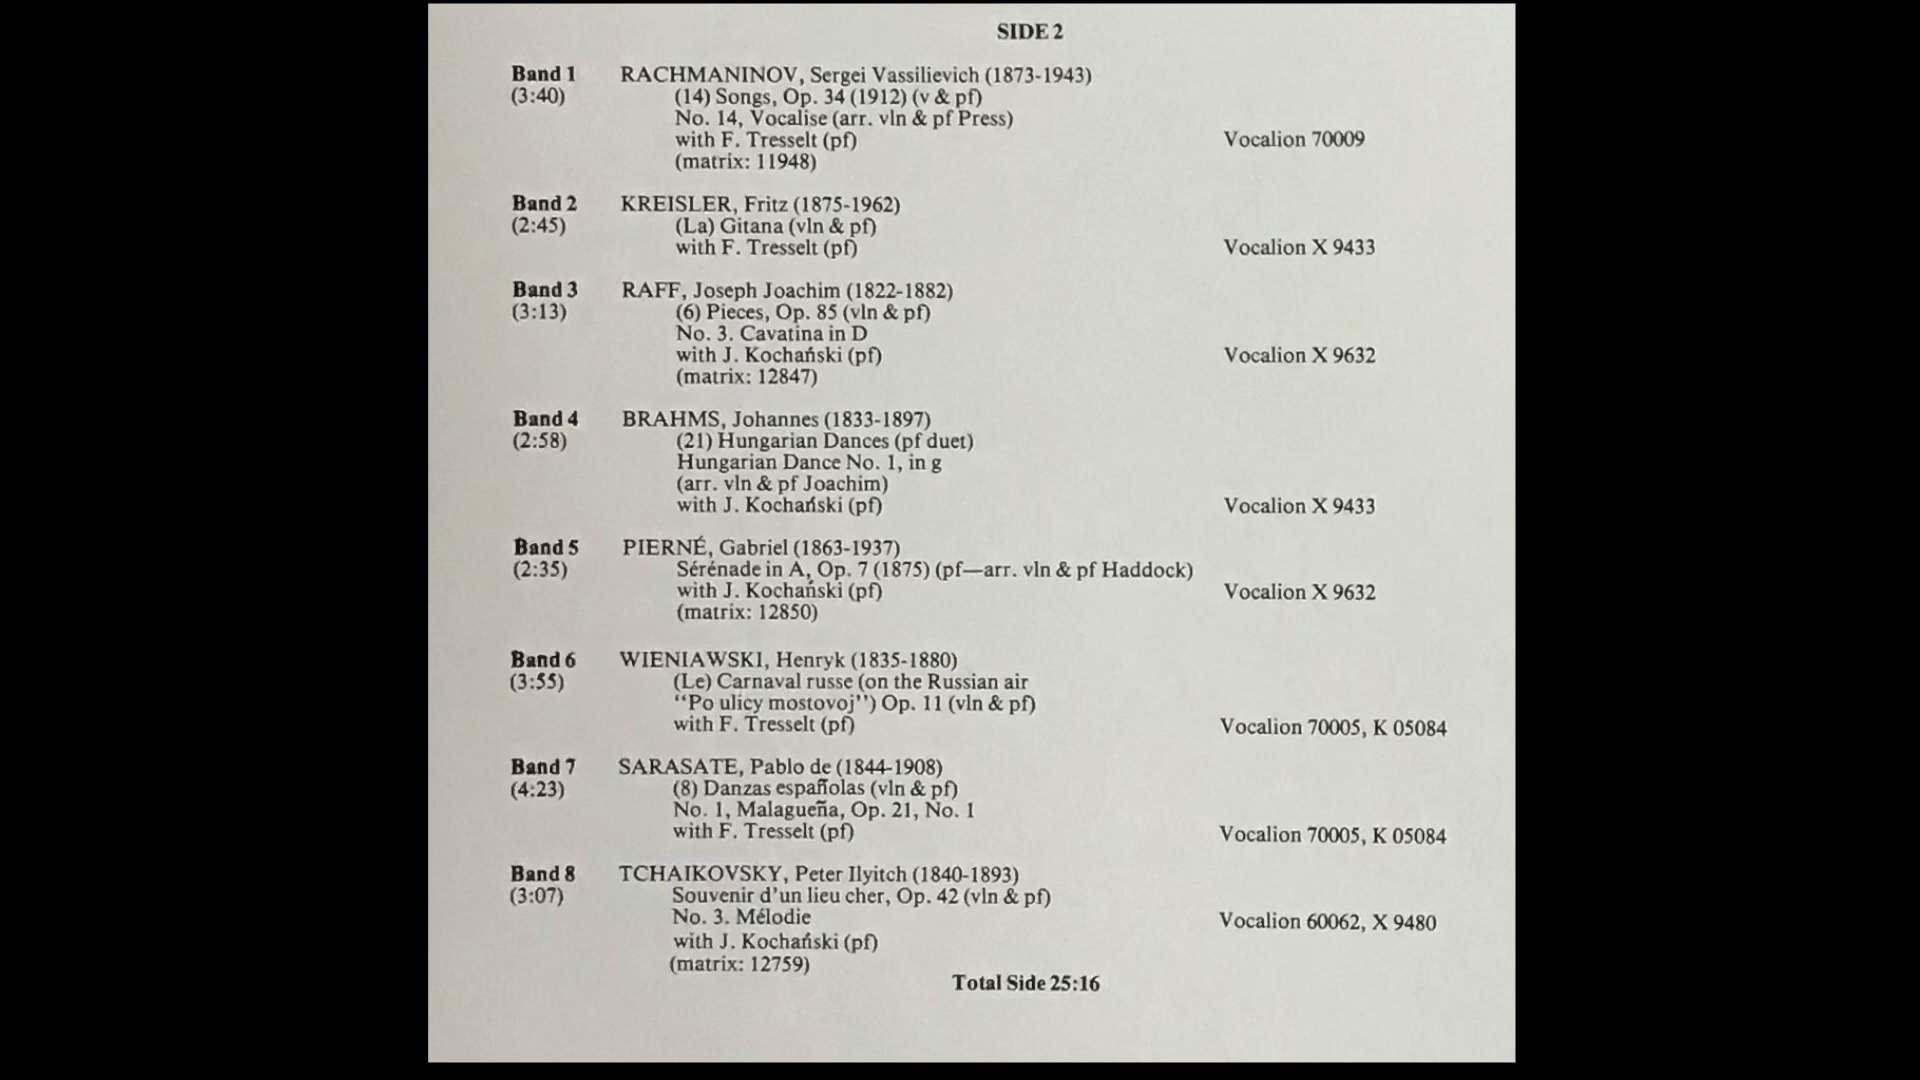 SIDE 2
Band 1 RACHMANINOV, Sergei Vassilievich (1873-1943)
(3:40) (14) Songs, Op. 34 (1912) (v & pf)
No. 14, Vocalise (arr. vln & pf Press)
with F. Tresselt (pf) Vocalion 70009
(matrix: 11948)
Band 2 KREISLER, Fritz (1875-1962)
(2:45) (La) Gitana (vln & pf)
with F. Tresselt (pf) Vocalion X 9433
Band 3 RAFF, Joseph Joachim (1822-1882)
(3:13) (6) Pieces, Op. 85 (vln & pf)
No. 3. Cavatina in D
with J. Kochański (pf) Vocalion X 9632
(matrix: 12847)
Band 4 BRAHMS, Johannes (1833-1897)
(2:58) (21) Hungarian Dances (pf duet)
Hungarian Dance No. 1, in g
(arr. vln & pf Joachim)
with J. Kochański (pf) Vocalion X 9433
Band 5 PIERNÉ, Gabriel (1863-1937)
(2:35) Sérénade in A, Op. 7 (1875) (pf—arr. vln & pf Haddock)
with J. Kochański (pf) Vocalion X 9632
(matrix: 12850)
Band 6 WIENIAWSKI, Henryk (1835-1880)
(3:55) (Le) Carnaval russe (on the Russian air
“Po ulicy mostovoj”) Op. 11 (vln & pf)
with F. Tresselt (pf) Vocalion 70005, K 05084
Band 7 SARASATE, Pablo de (1844-1908)
(4:23) (8) Danzas españolas (vln & pf)
No. 1, Malagueña, Op. 21, No. 1
with F. Tresselt (pf) Vocalion 70005, K 05084
Band 8 TCHAIKOVSKY, Peter Ilyitch (1840-1893)
(3:07) Souvenir d'un lieu cher, Op. 42 (vln & pf)
No. 3. Mélodie Vocalion 60062, X 9480
with J. Kochański (pf)
(matrix: 12759)
Total Side 25:16